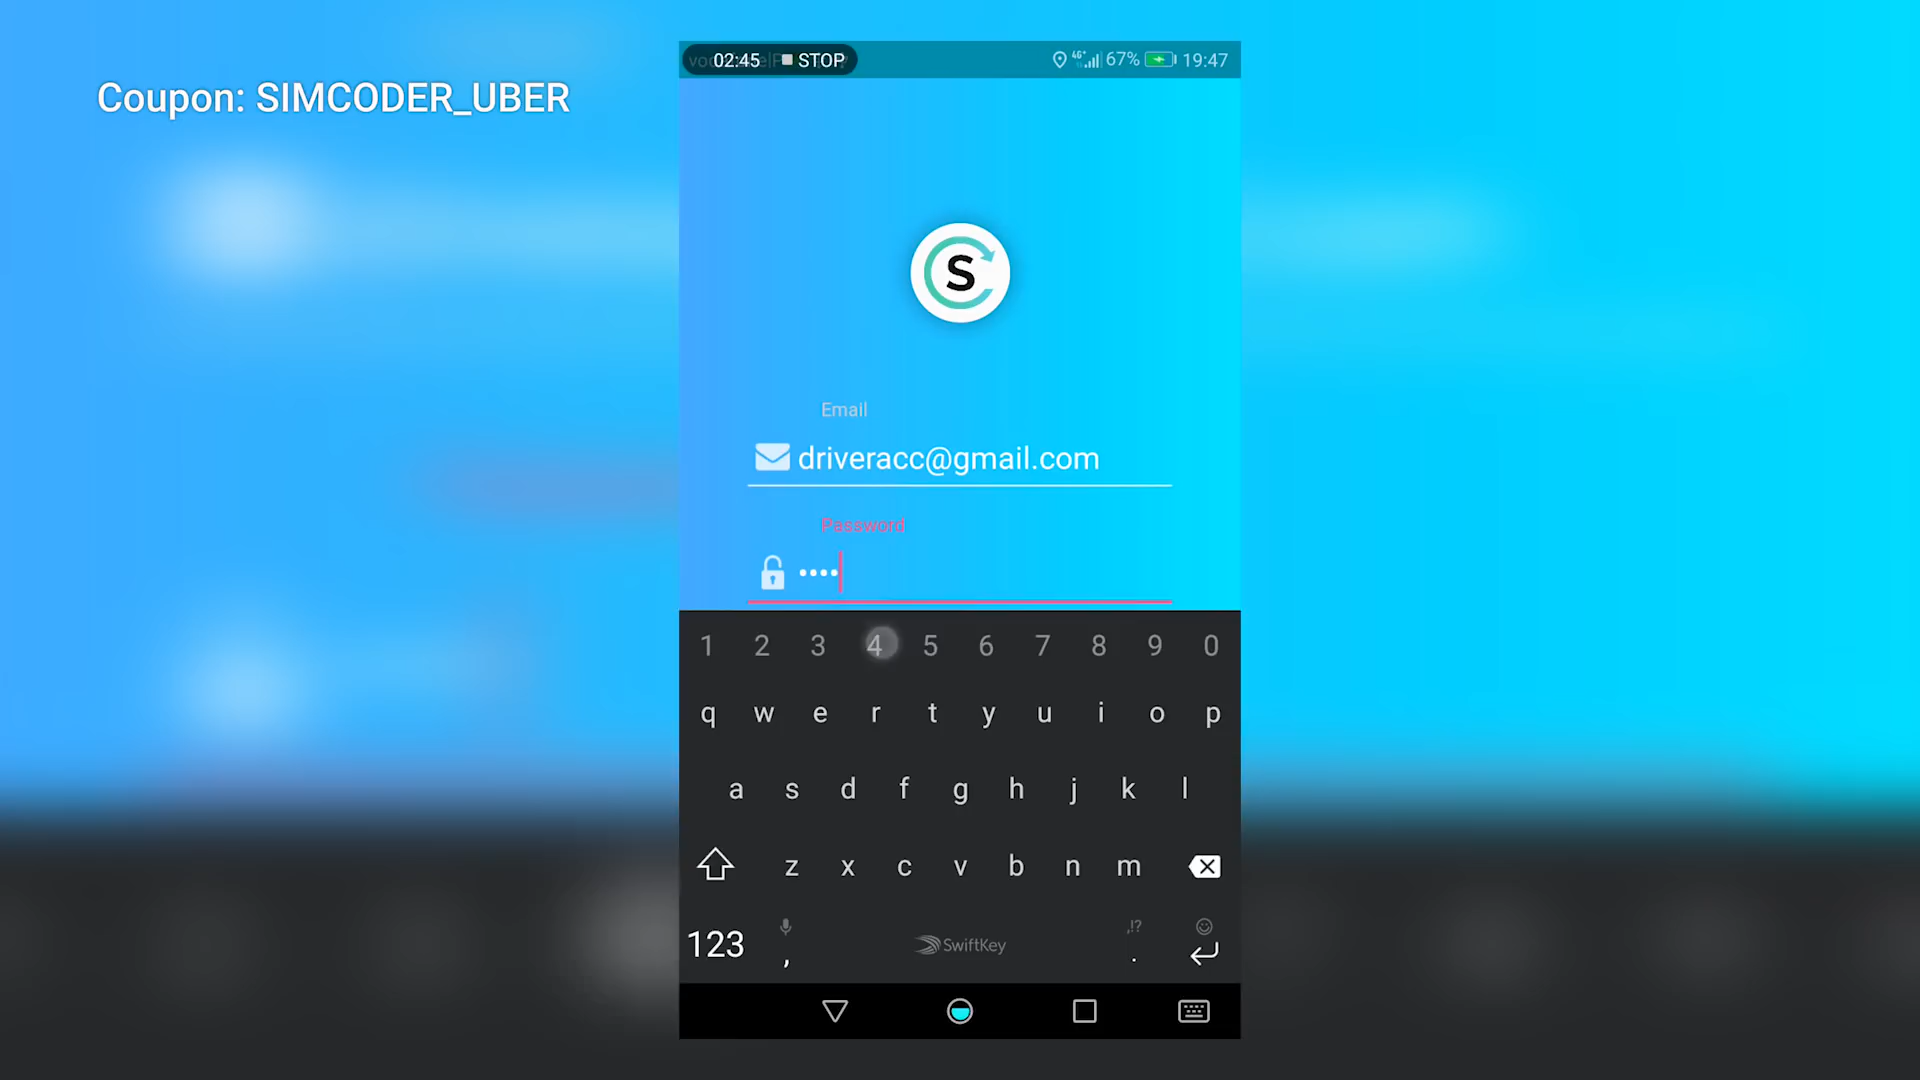 Coupon: SIMCODER_UBER
02:45 STOP
4G+ 67% 19:47
S
Email
driveracc@gmail.com
Password
••••
1 2 3 4 5 6 7 8 9 0
q w e r t y u i o p
a s d f g h j k l
z x c v b n m
123 , SwiftKey ,!? .